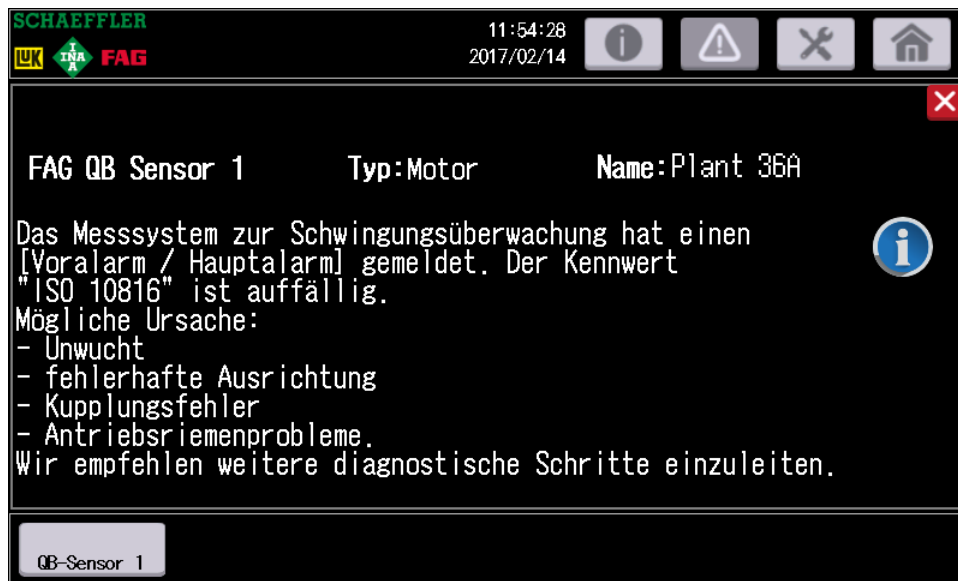 SCHAEFFLER
LUK INA FAG
11:54:28
2017/02/14
FAG QB Sensor 1 Typ:Motor Name:Plant 36A
Das Messsystem zur Schwingungsüberwachung hat einen
[Voralarm / Hauptalarm] gemeldet. Der Kennwert
"ISO 10816" ist auffällig.
Mögliche Ursache:
- Unwucht
- fehlerhafte Ausrichtung
- Kupplungsfehler
- Antriebsriemenprobleme.
Wir empfehlen weitere diagnostische Schritte einzuleiten.
QB-Sensor 1